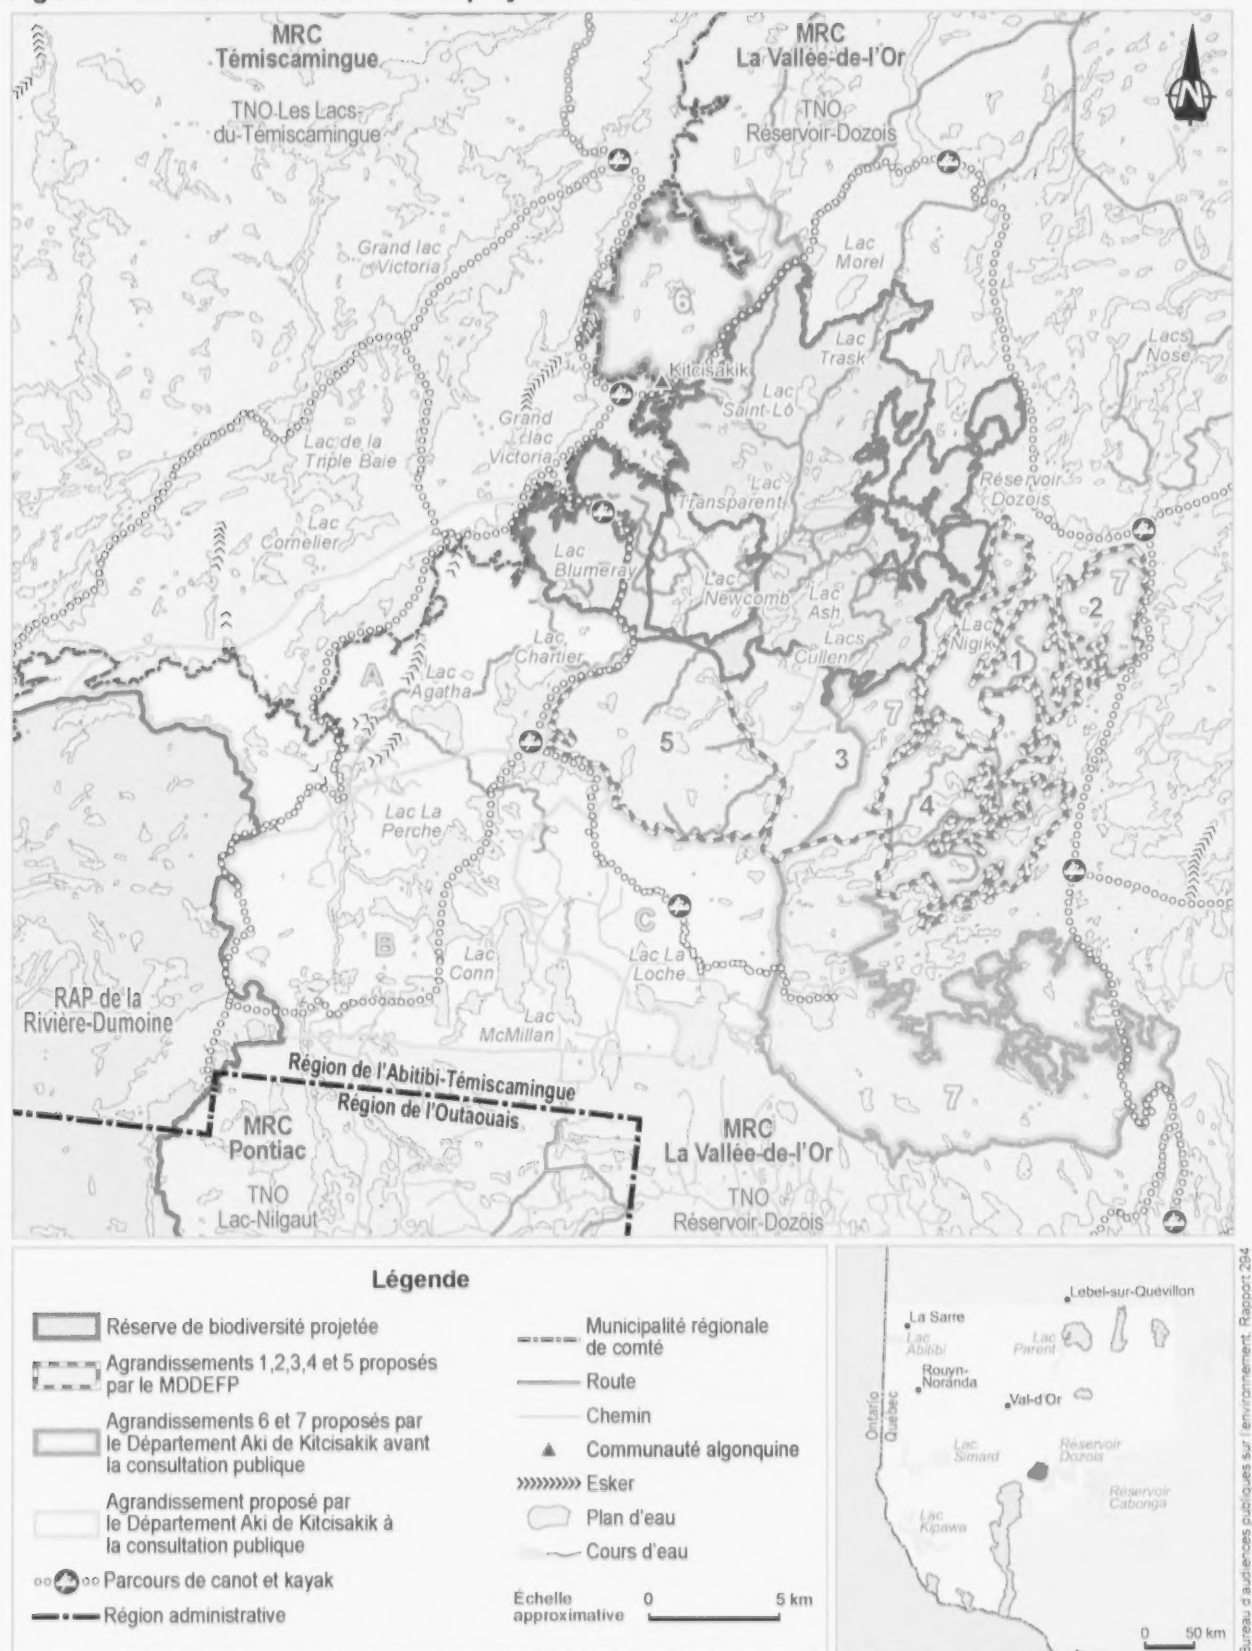 MRC
Témiscamingue
TNO Les Lacs-
du-Témiscamingue
MRC
La Vallée-de-l'Or
TNO
Réservoir-Dozois
N
Grand lac
Victoria
Lac
Morel
6
Lac
Trask
Lacs
Nose
Kitcisakik
Lac
Saint-Lô
Grand
lac
Victoria
Lac de la
Triple Baie
Lac
Transparent
Réservoir
Dozois
Lac
Cornelier
Lac
Blumeray
Lac
Newcomb
Lac
Ash
7
2
Lac
Nigik
1
Lac
Chartier
Lacs
Cullen
A
Lac
Agatha
7
5
3
4
Lac La
Perche
B
C
Lac
Conn
Lac La
Loche
RAP de la
Rivière-Dumoine
Lac
McMillan
Région de l'Abitibi-Témiscamingue
Région de l'Outaouais
7
MRC
Pontiac
MRC
La Vallée-de-l'Or
TNO
Lac-Nilgaut
TNO
Réservoir-Dozois
Légende
Réserve de biodiversité projetée
Agrandissements 1,2,3,4 et 5 proposés
par le MDDEFP
Agrandissements 6 et 7 proposés par
le Département Aki de Kitcisakik avant
la consultation publique
Agrandissement proposé par
le Département Aki de Kitcisakik à
la consultation publique
Parcours de canot et kayak
Région administrative
Municipalité régionale
de comté
Route
Chemin
Communauté algonquine
Esker
Plan d'eau
Cours d'eau
Échelle
approximative
0 5 km
Lebel-sur-Quévillon
La Sarre
Lac
Abitibi
Lac
Parent
Rouyn-
Noranda
Val-d'Or
Ontario
Québec
Lac
Simard
Réservoir
Dozois
Réservoir
Cabonga
Lac
Kipawa
0 50 km
Bureau d'audiences publiques sur l'environnement. Rapport 294